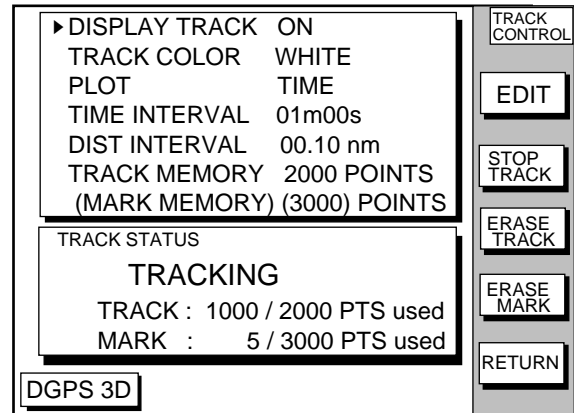 ▶DISPLAY TRACK ON
TRACK COLOR WHITE
PLOT TIME
TIME INTERVAL 01m00s
DIST INTERVAL 00.10 nm
TRACK MEMORY 2000 POINTS
(MARK MEMORY) (3000) POINTS
TRACK STATUS
TRACKING
TRACK : 1000 / 2000 PTS used
MARK : 5 / 3000 PTS used
DGPS 3D
TRACK
CONTROL
EDIT
STOP
TRACK
ERASE
TRACK
ERASE
MARK
RETURN